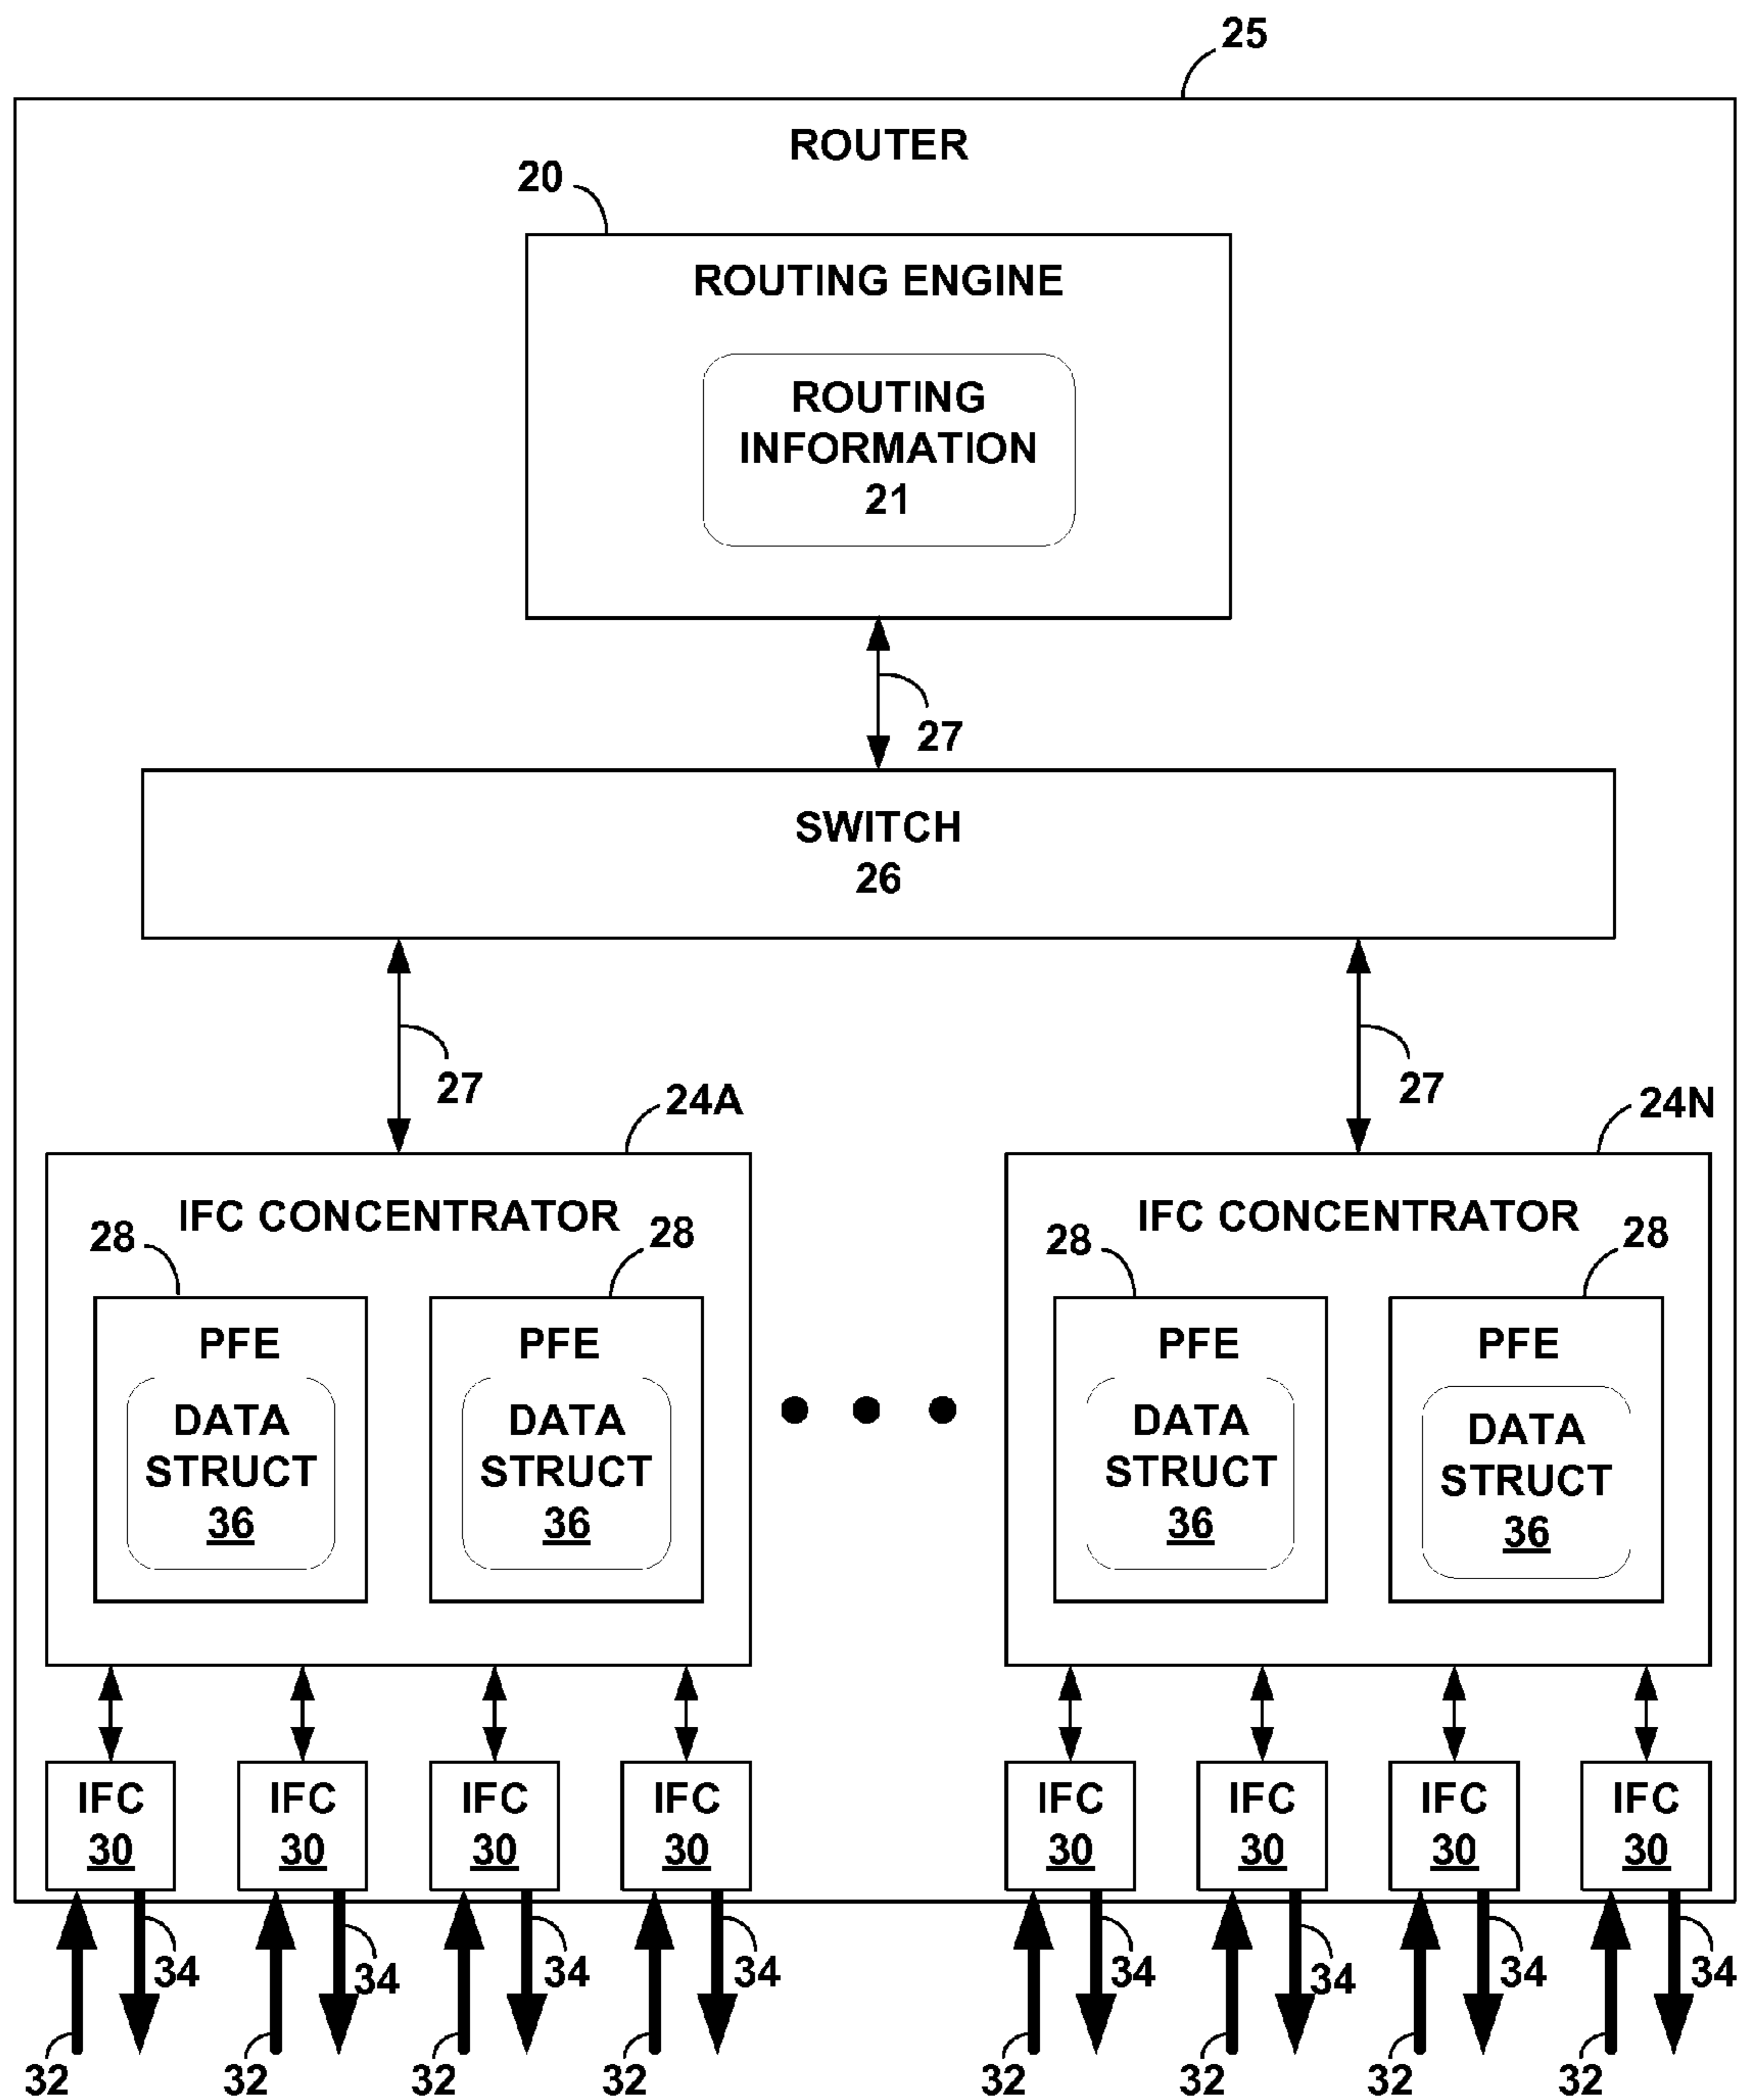 25
ROUTER
20
ROUTING ENGINE
ROUTING
INFORMATION
21
27
SWITCH
26
27
27
24A
24N
IFC CONCENTRATOR
28
28
PFE
DATA
STRUCT
36
PFE
DATA
STRUCT
36
IFC CONCENTRATOR
28
28
PFE
DATA
STRUCT
36
PFE
DATA
STRUCT
36
IFC
30
IFC
30
IFC
30
IFC
30
IFC
30
IFC
30
IFC
30
IFC
30
34
34
34
34
34
34
34
34
32
32
32
32
32
32
32
32